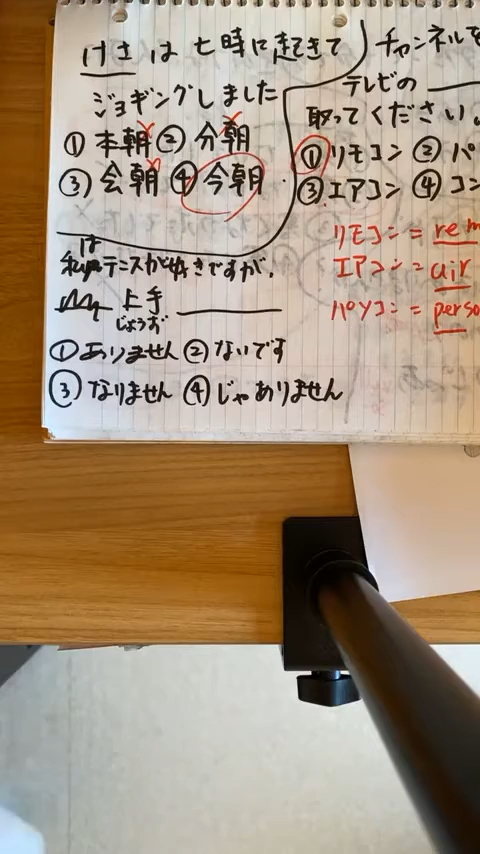 けさは七時に起きて
ジョギングしました
①本朝 ②分朝
③会朝 ④今朝
チャンネルを
テレビの
取ってください。
①リモコン ②パ
③エアコン ④コン
リモコン = rem
エアコン = air
パソコン = perso
私はテニスが好きですが、
上手
じょうず
①ありません ②ないです
③なりません ④じゃありません